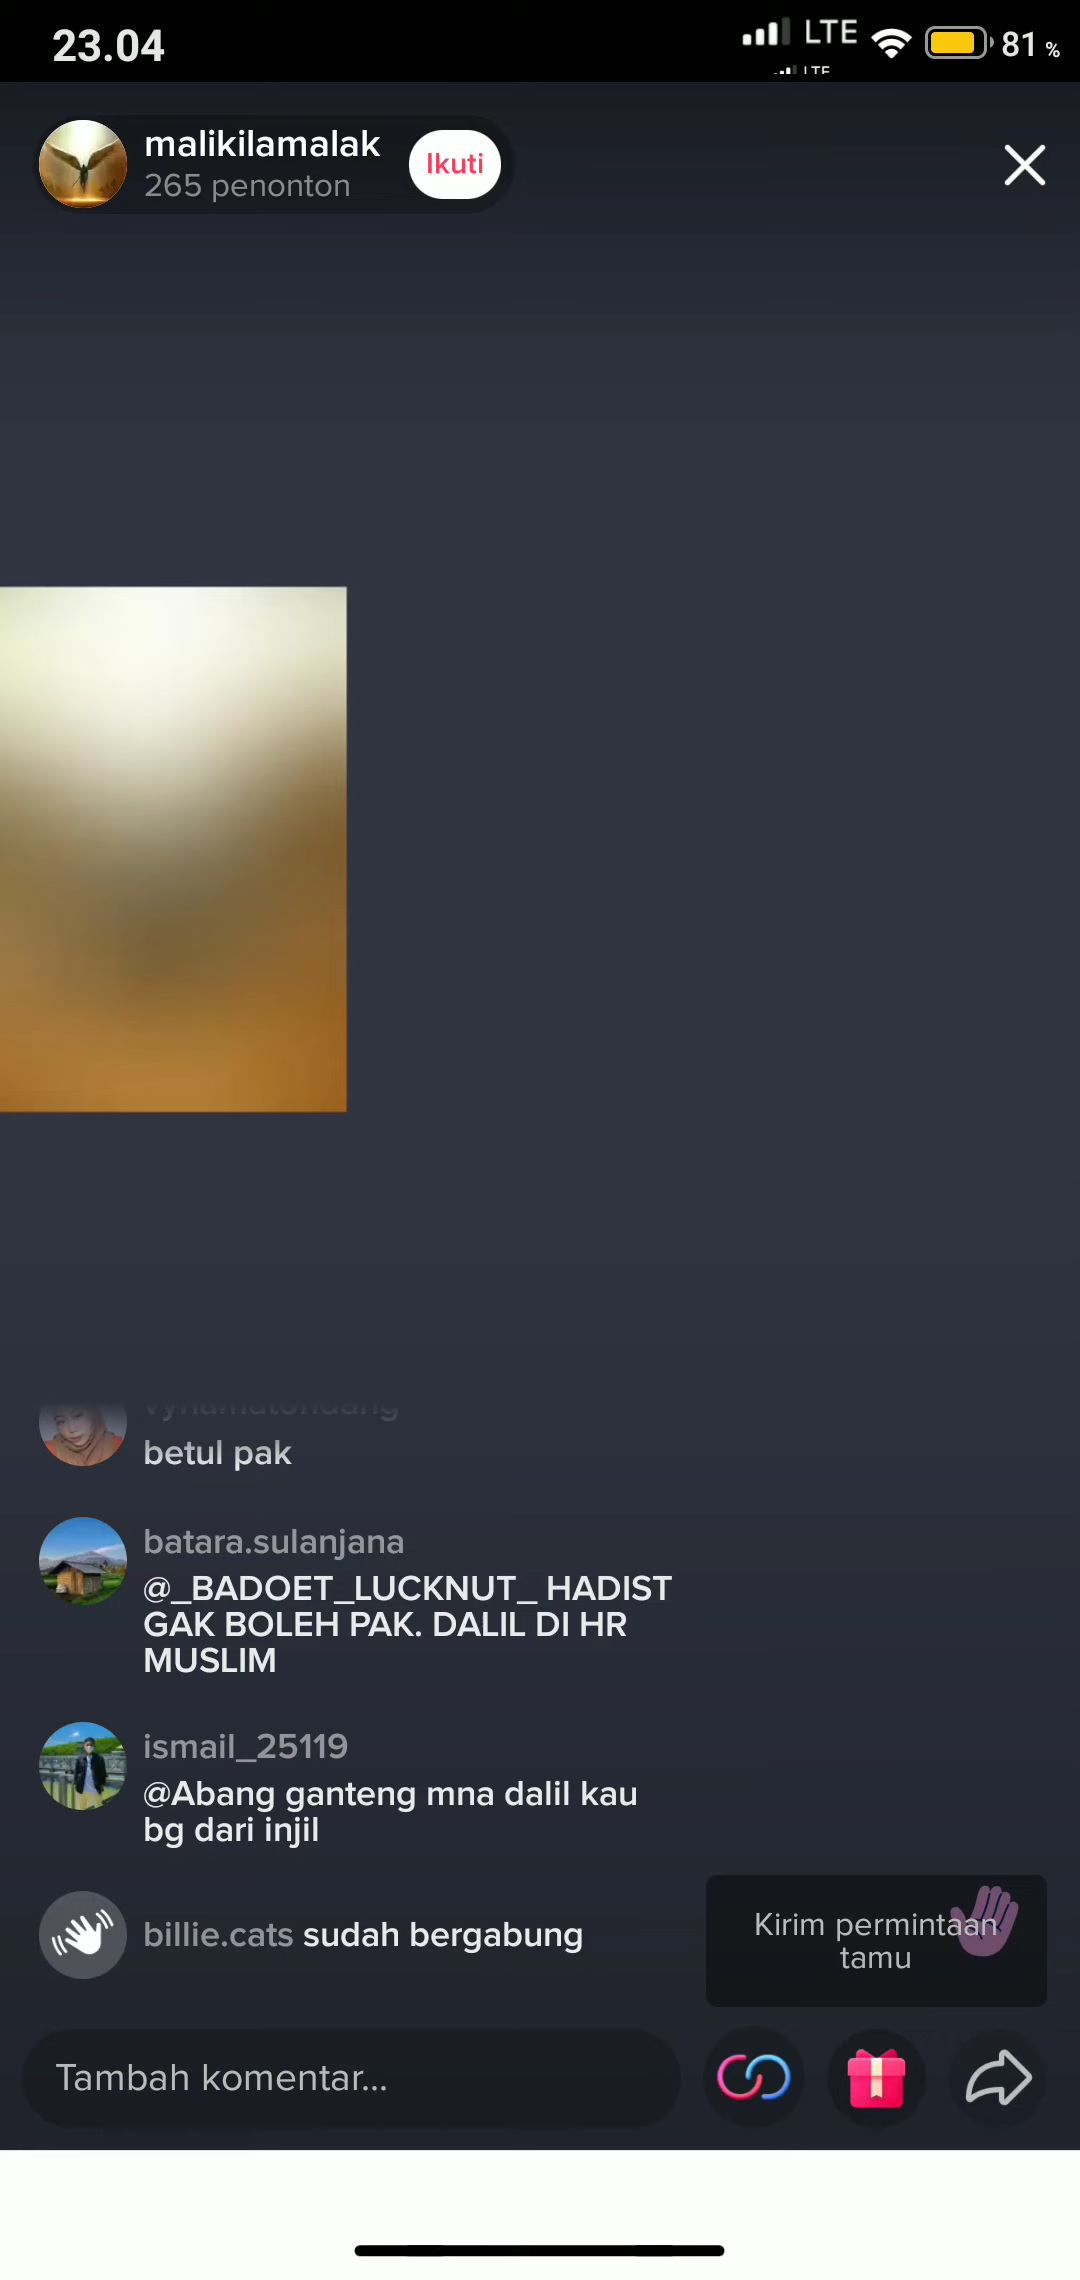 23.04
LTE
LTE
81 %
malikilamalak
265 penonton
Ikuti
betul pak
batara.sulanjana
@_BADOET_LUCKNUT_ HADIST
GAK BOLEH PAK. DALIL DI HR
MUSLIM
ismail_25119
@Abang ganteng mna dalil kau
bg dari injil
billie.cats sudah bergabung
Kirim permintaan
tamu
Tambah komentar...